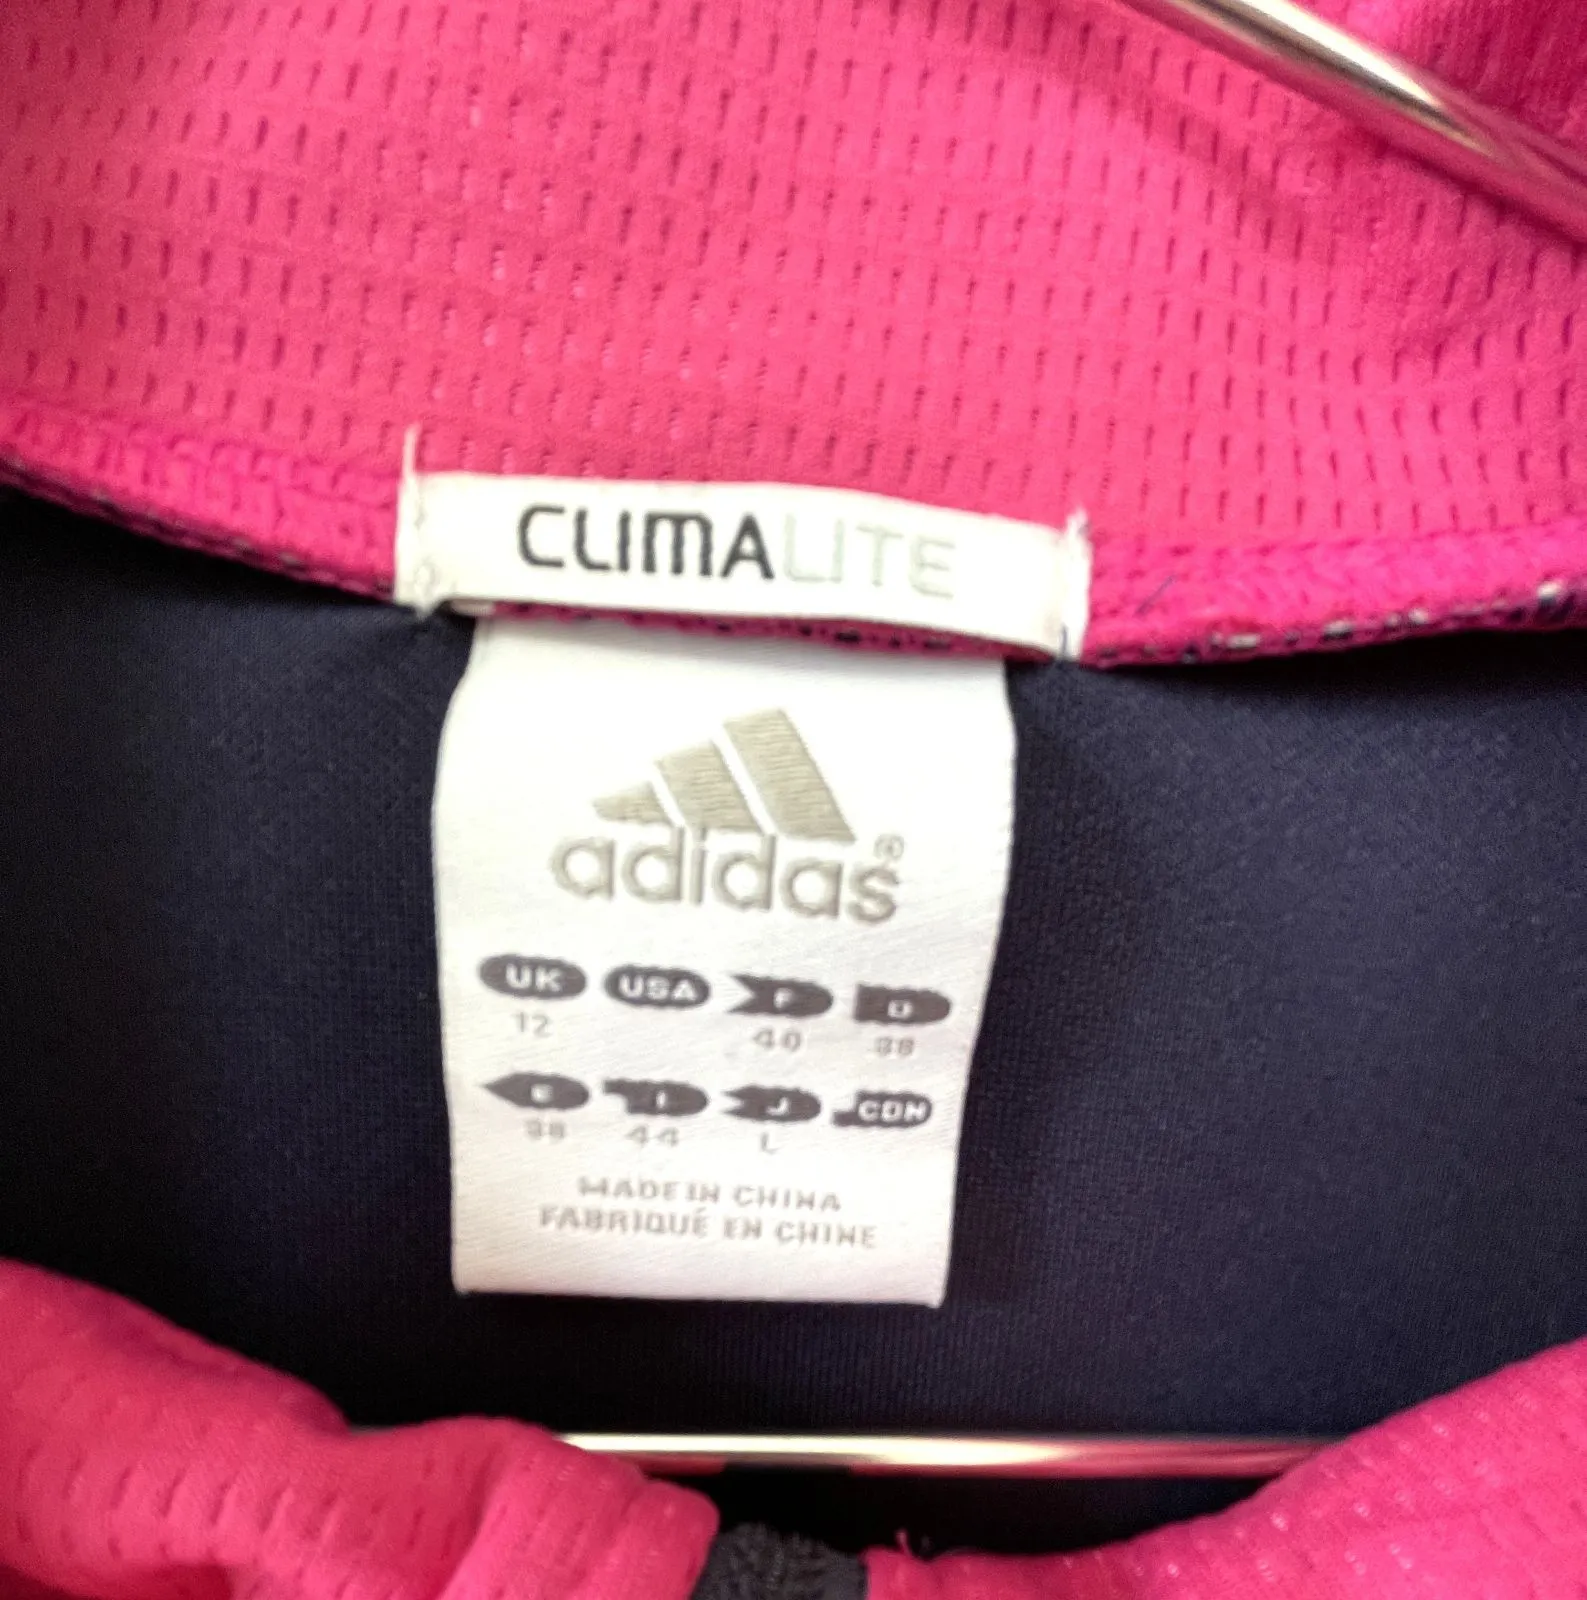 CLIMALITE
adidas®
UK USA F D
12 40 38
E I J CDN
38 44 L
MADE IN CHINA
FABRIQUÉ EN CHINE